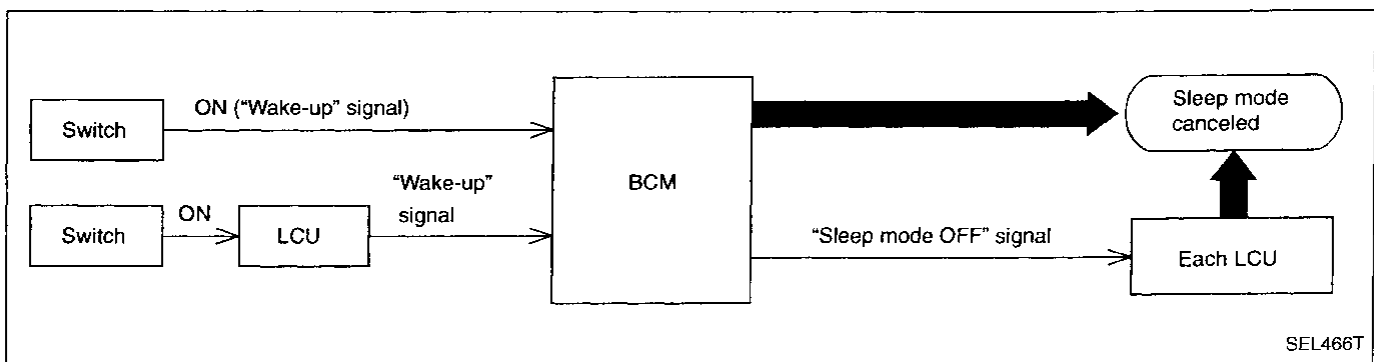 Switch
ON ("Wake-up" signal)
Switch
ON
LCU
"Wake-up"
signal
BCM
"Sleep mode OFF" signal
Sleep mode
canceled
Each LCU
SEL466T